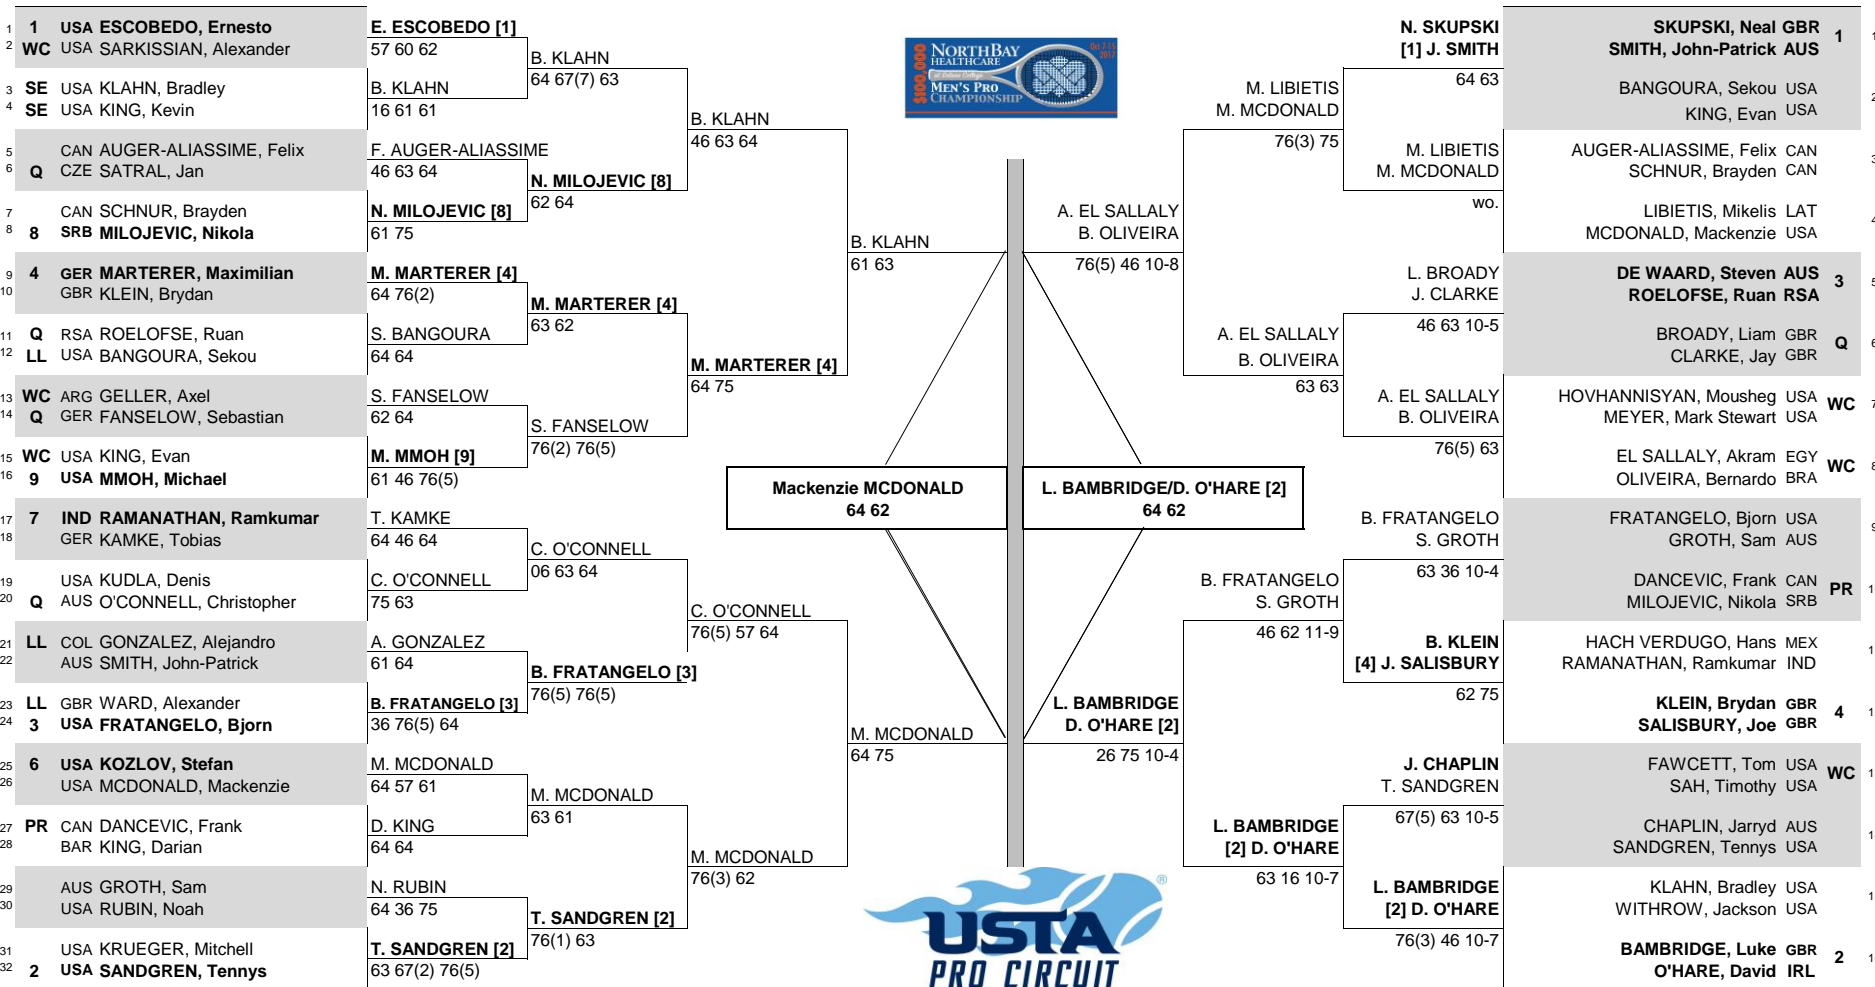 1 1 USA ESCOBEDO, Ernesto
2 WC USA SARKISSIAN, Alexander
3 SE USA KLAHN, Bradley
4 SE USA KING, Kevin
5 CAN AUGER-ALIASSIME, Felix
6 Q CZE SATRAL, Jan
7 CAN SCHNUR, Brayden
8 8 SRB MILOJEVIC, Nikola
9 4 GER MARTERER, Maximilian
10 GBR KLEIN, Brydan
11 Q RSA ROELOFSE, Ruan
12 LL USA BANGOURA, Sekou
13 WC ARG GELLER, Axel
14 Q GER FANSELOW, Sebastian
15 WC USA KING, Evan
16 9 USA MMOH, Michael
17 7 IND RAMANATHAN, Ramkumar
18 GER KAMKE, Tobias
19 USA KUDLA, Denis
20 Q AUS O'CONNELL, Christopher
21 LL COL GONZALEZ, Alejandro
22 AUS SMITH, John-Patrick
23 LL GBR WARD, Alexander
24 3 USA FRATANGELO, Bjorn
25 6 USA KOZLOV, Stefan
26 USA MCDONALD, Mackenzie
27 PR CAN DANCEVIC, Frank
28 BAR KING, Darian
29 AUS GROTH, Sam
30 USA RUBIN, Noah
31 USA KRUEGER, Mitchell
32 2 USA SANDGREN, Tennys
E. ESCOBEDO [1]
57 60 62
B. KLAHN
16 61 61
F. AUGER-ALIASSIME
46 63 64
N. MILOJEVIC [8]
61 75
M. MARTERER [4]
64 76(2)
S. BANGOURA
64 64
S. FANSELOW
62 64
M. MMOH [9]
61 46 76(5)
T. KAMKE
64 46 64
C. O'CONNELL
75 63
A. GONZALEZ
61 64
B. FRATANGELO [3]
36 76(5) 64
M. MCDONALD
64 57 61
D. KING
64 64
N. RUBIN
64 36 75
T. SANDGREN [2]
63 67(2) 76(5)
B. KLAHN
64 67(7) 63
N. MILOJEVIC [8]
62 64
M. MARTERER [4]
63 62
S. FANSELOW
76(2) 76(5)
C. O'CONNELL
06 63 64
B. FRATANGELO [3]
76(5) 76(5)
M. MCDONALD
63 61
T. SANDGREN [2]
76(1) 63
B. KLAHN
46 63 64
M. MARTERER [4]
64 75
C. O'CONNELL
76(5) 57 64
M. MCDONALD
76(3) 62
B. KLAHN
61 63
M. MCDONALD
64 75
Mackenzie MCDONALD
64 62
$100,000
NORTHBAY
HEALTHCARE
at Solano College
MEN'S PRO
CHAMPIONSHIP
Oct 7-15
2017
L. BAMBRIDGE/D. O'HARE [2]
64 62
USTA
PRO CIRCUIT
®
A. EL SALLALY
B. OLIVEIRA
76(5) 46 10-8
L. BAMBRIDGE
D. O'HARE [2]
26 75 10-4
M. LIBIETIS
M. MCDONALD
76(3) 75
A. EL SALLALY
B. OLIVEIRA
63 63
B. FRATANGELO
S. GROTH
46 62 11-9
L. BAMBRIDGE
[2] D. O'HARE
63 16 10-7
N. SKUPSKI
[1] J. SMITH
64 63
M. LIBIETIS
M. MCDONALD
wo.
L. BROADY
J. CLARKE
46 63 10-5
A. EL SALLALY
B. OLIVEIRA
76(5) 63
B. FRATANGELO
S. GROTH
63 36 10-4
B. KLEIN
[4] J. SALISBURY
62 75
J. CHAPLIN
T. SANDGREN
67(5) 63 10-5
L. BAMBRIDGE
[2] D. O'HARE
76(3) 46 10-7
SKUPSKI, Neal GBR 1
SMITH, John-Patrick AUS
BANGOURA, Sekou USA
KING, Evan USA
AUGER-ALIASSIME, Felix CAN
SCHNUR, Brayden CAN
LIBIETIS, Mikelis LAT
MCDONALD, Mackenzie USA
DE WAARD, Steven AUS 3
ROELOFSE, Ruan RSA
BROADY, Liam GBR Q
CLARKE, Jay GBR
HOVHANNISYAN, Mousheg USA WC
MEYER, Mark Stewart USA
EL SALLALY, Akram EGY WC
OLIVEIRA, Bernardo BRA
FRATANGELO, Bjorn USA
GROTH, Sam AUS
DANCEVIC, Frank CAN PR
MILOJEVIC, Nikola SRB
HACH VERDUGO, Hans MEX
RAMANATHAN, Ramkumar IND
KLEIN, Brydan GBR 4
SALISBURY, Joe GBR
FAWCETT, Tom USA WC
SAH, Timothy USA
CHAPLIN, Jarryd AUS
SANDGREN, Tennys USA
KLAHN, Bradley USA
WITHROW, Jackson USA
BAMBRIDGE, Luke GBR 2
O'HARE, David IRL